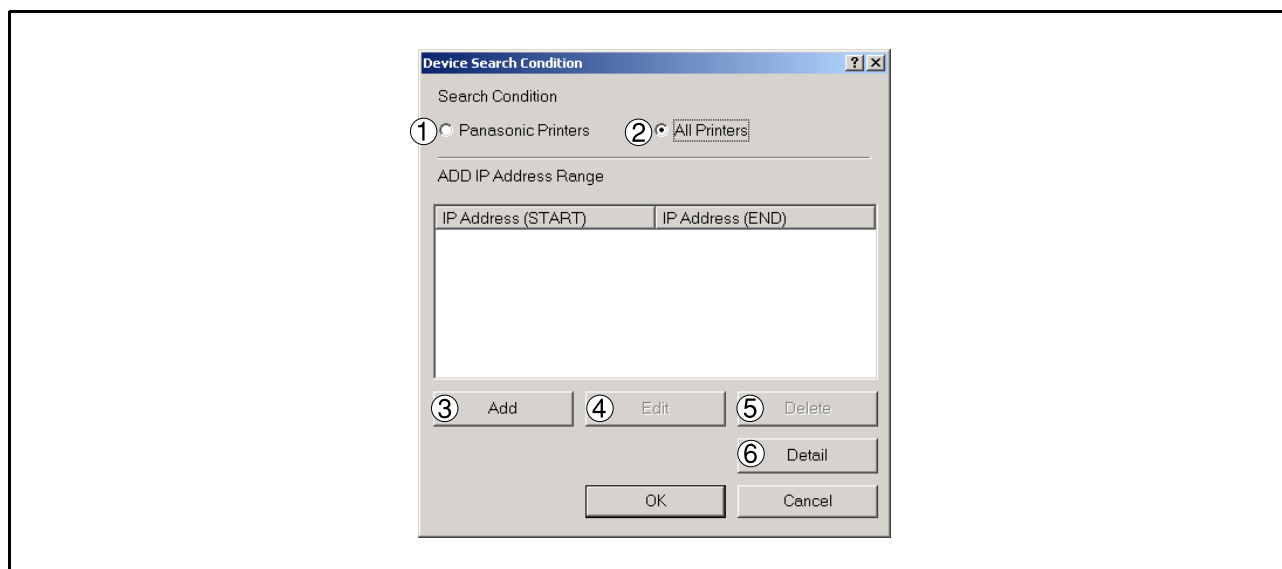 Device Search Condition
Search Condition
① Panasonic Printers ② All Printers
ADD IP Address Range
IP Address (START) IP Address (END)
③ Add ④ Edit ⑤ Delete
⑥ Detail
OK Cancel